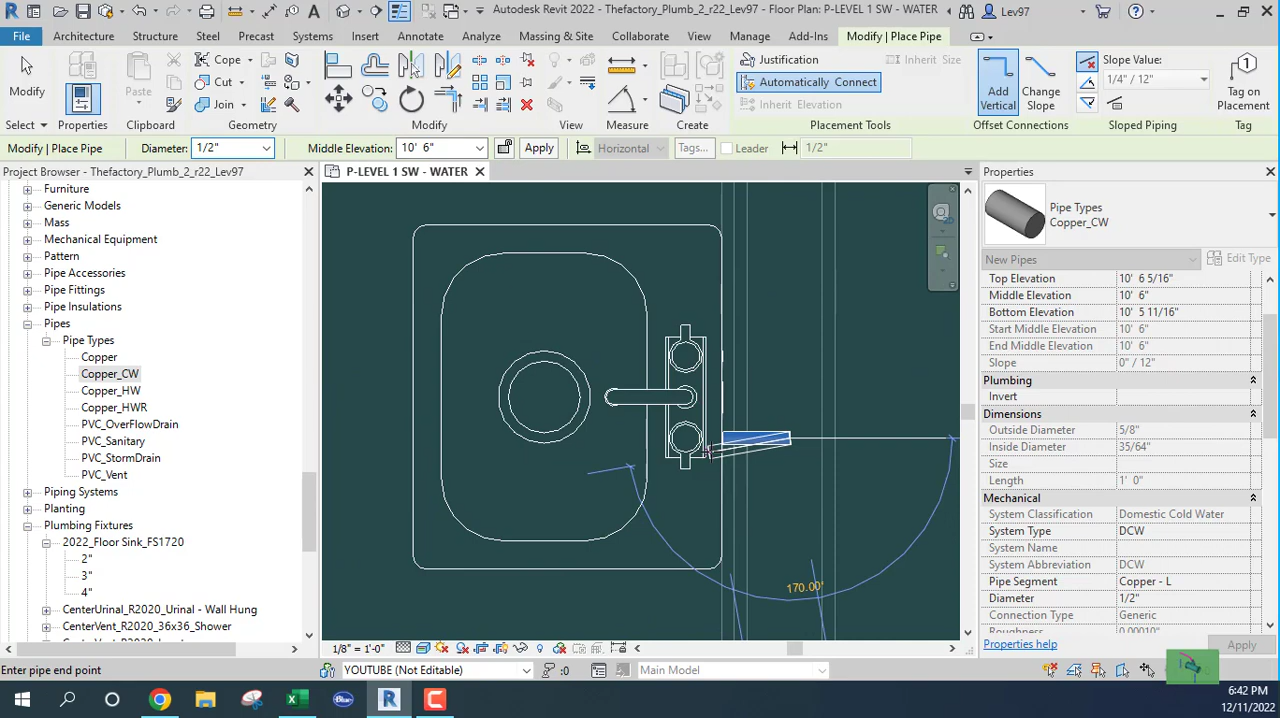 Autodesk Revit 2022 - Thefactory_Plumb_2_r22_Lev97 - Floor Plan: P-LEVEL 1 SW - WATER
Lev97
File Architecture Structure Steel Precast Systems Insert Annotate Analyze Massing & Site Collaborate View Manage Add-Ins Modify | Place Pipe
Modify
Properties
Paste
Cope
Cut
Join
Justification
Automatically Connect
Inherit Elevation
Inherit Size
Add Vertical
Change Slope
Slope Value:
1/4" / 12"
Tag on Placement
Select Properties Clipboard Geometry Modify View Measure Create Placement Tools Offset Connections Sloped Piping Tag
Modify | Place Pipe Diameter: 1/2" Middle Elevation: 10' 6" Apply Horizontal Tags... Leader 1/2"
Project Browser - Thefactory_Plumb_2_r22_Lev97
Furniture
Generic Models
Mass
Mechanical Equipment
Pattern
Pipe Accessories
Pipe Fittings
Pipe Insulations
Pipes
Pipe Types
Copper
Copper_CW
Copper_HW
Copper_HWR
PVC_OverFlowDrain
PVC_Sanitary
PVC_StormDrain
PVC_Vent
Piping Systems
Planting
Plumbing Fixtures
2022_Floor Sink_FS1720
2"
3"
4"
CenterUrinal_R2020_Urinal - Wall Hung
CenterVent_R2020_36x36_Shower
P-LEVEL 1 SW - WATER
170.00°
1/8" = 1'-0"
Properties
Pipe Types
Copper_CW
New Pipes Edit Type
Top Elevation 10' 6 5/16"
Middle Elevation 10' 6"
Bottom Elevation 10' 5 11/16"
Start Middle Elevation 10' 6"
End Middle Elevation 10' 6"
Slope 0" / 12"
Plumbing
Invert
Dimensions
Outside Diameter 5/8"
Inside Diameter 35/64"
Size
Length 1' 0"
Mechanical
System Classification Domestic Cold Water
System Type DCW
System Name
System Abbreviation DCW
Pipe Segment Copper - L
Diameter 1/2"
Connection Type Generic
Roughness 0.00010"
Properties help Apply
Enter pipe end point YOUTUBE (Not Editable) :0 Main Model
6:42 PM
12/11/2022